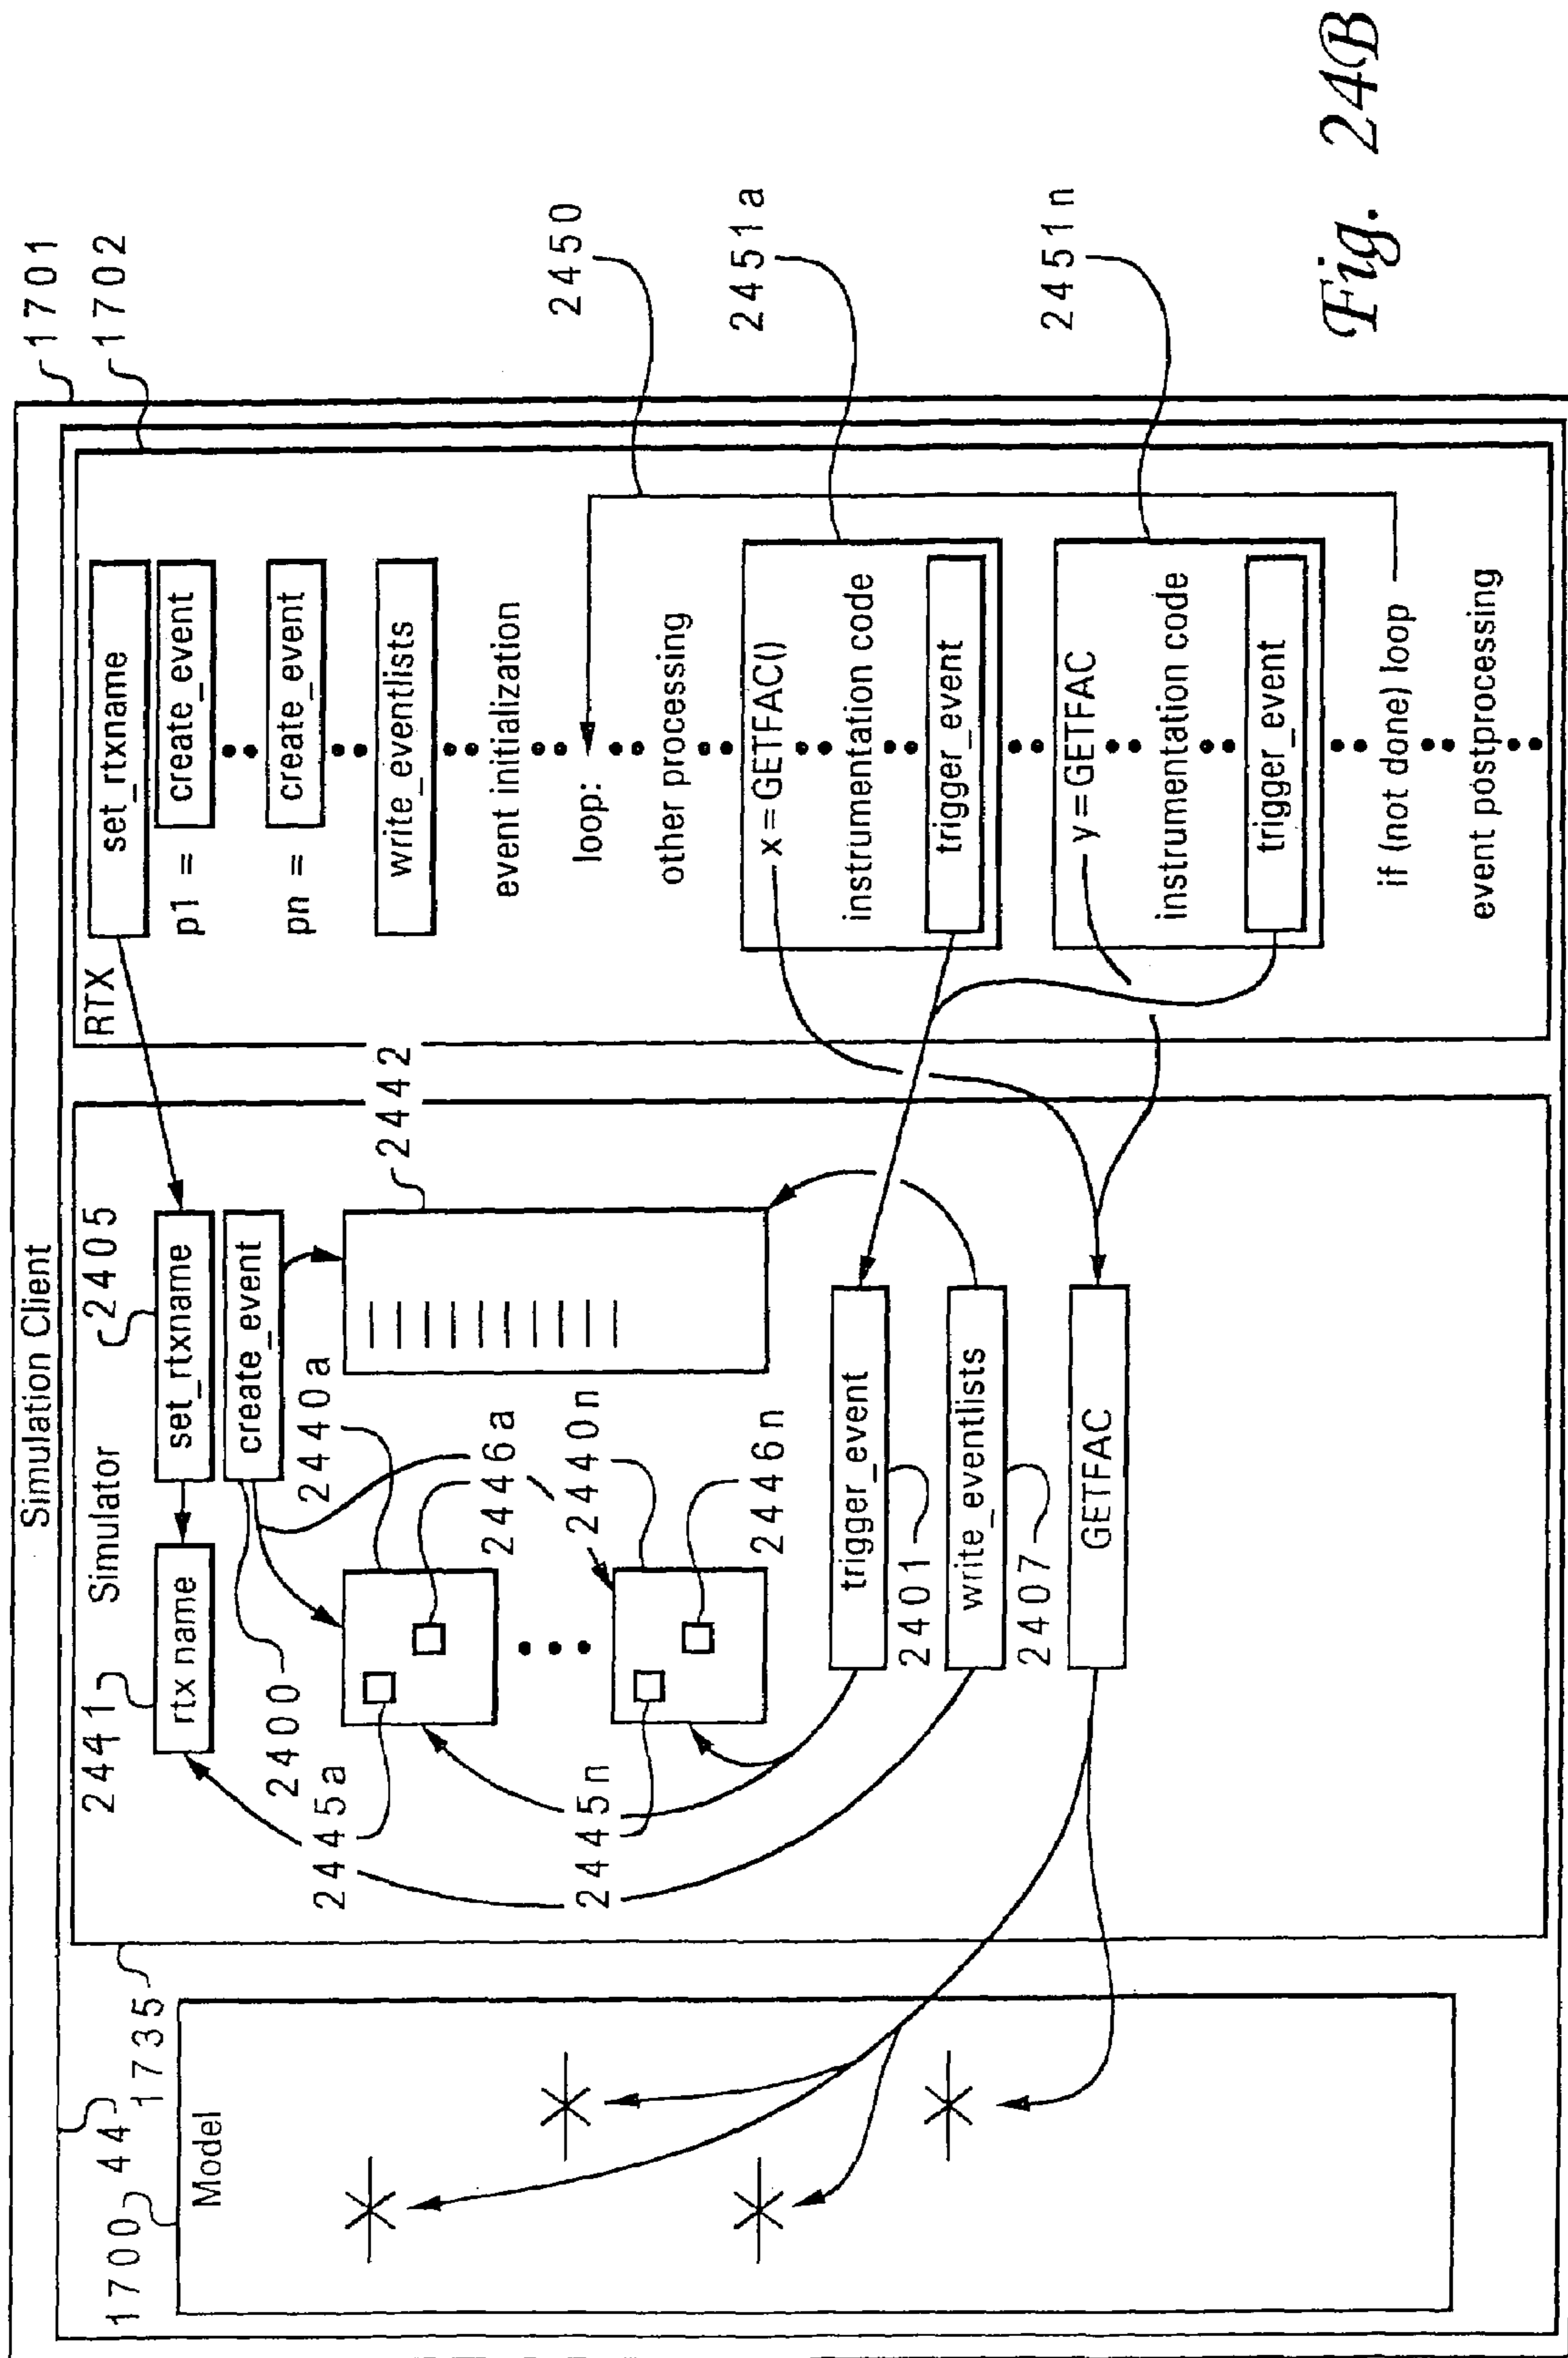 Simulation Client
1701
1702
1700
44
1735
Model
Simulator
2441
2405
rtx name
set_rtxname
create_event
2400
2440a
2442
2445a
2446a
2440n
2445n
2446n
trigger_event
2401
write_eventlists
2407
GETFAC
RTX
set_rtxname
p1 = create_event
pn = create_event
write_eventlists
event initialization
loop:
2450
other processing
x=GETFAC()
2451a
instrumentation code
trigger_event
y=GETFAC
2451n
instrumentation code
trigger_event
if (not done) loop
event postprocessing
Fig. 24B